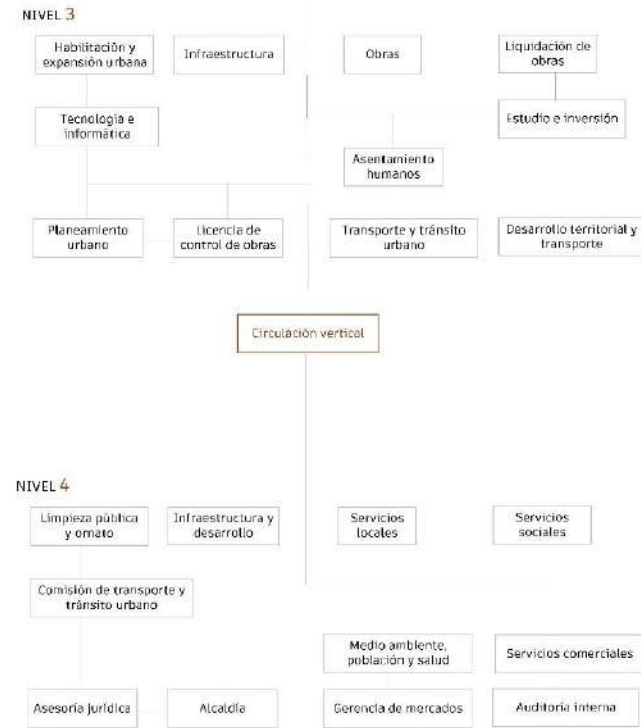 NIVEL 3
Habilitación y
expansión urbana
Infraestructura
Obras
Liquidación de
obras
Tecnología e
informática
Estudio e inversión
Asentamiento
humanos
Planeamiento
urbano
Licencia de
control de obras
Transporte y tránsito
urbano
Desarrollo territorial y
transporte
Circulación vertical
NIVEL 4
Limpieza pública
y ornato
Infraestructura y
desarrollo
Servicios
locales
Servicios
sociales
Comisión de transporte y
tránsito urbano
Medio ambiente,
población y salud
Servicios comerciales
Asesoría jurídica
Alcaldía
Gerencia de mercados
Auditoría interna